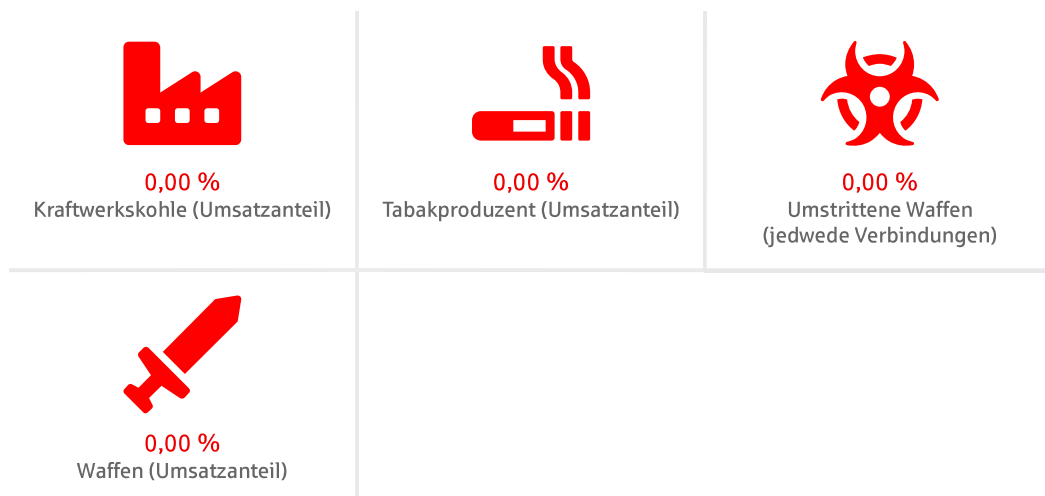 0,00 %
Kraftwerkskohle (Umsatzanteil)
0,00 %
Tabakproduzent (Umsatzanteil)
0,00 %
Umstrittene Waffen
(jedwede Verbindungen)
0,00 %
Waffen (Umsatzanteil)